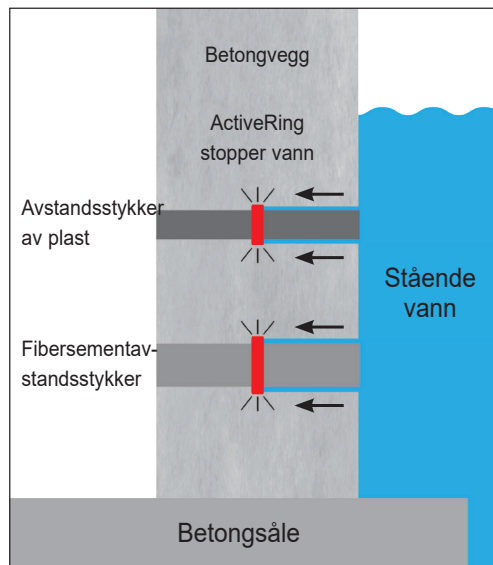 Betongvegg
ActiveRing
stopper vann
Avstandsstykker
av plast
Stående
vann
Fibersementav-
standsstykker
Betongsåle